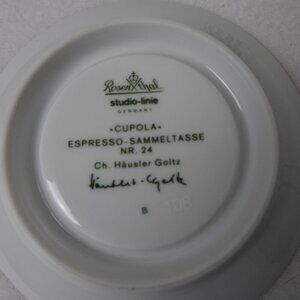 Rosenthal
studio-linie
GERMANY
«CUPOLA»
ESPRESSO-SAMMELTASSE
NR. 24
Ch. Häusler Goltz
Häusler-Goltz
B